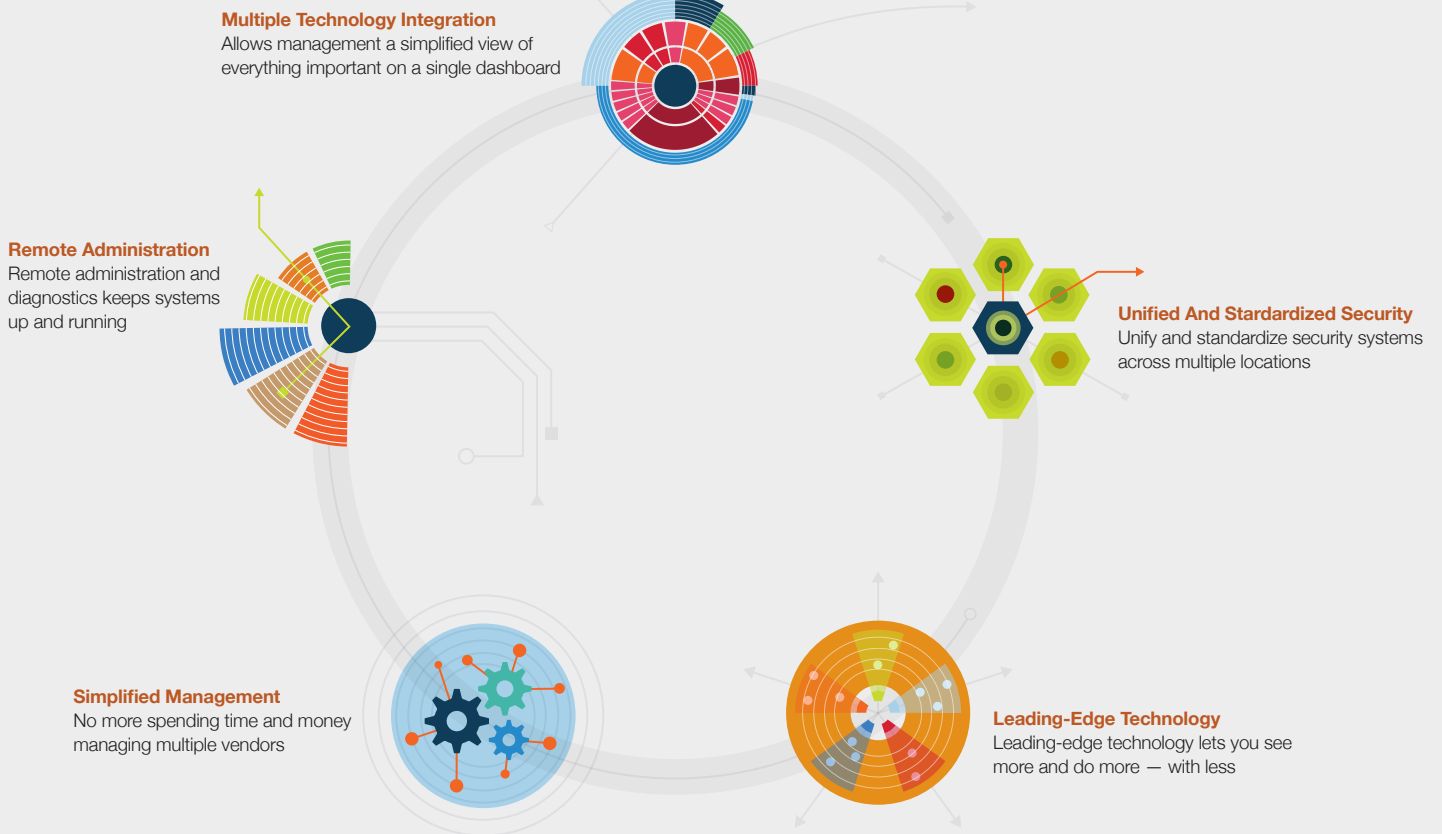 Multiple Technology Integration
Allows management a simplified view of
everything important on a single dashboard
Remote Administration
Remote administration and
diagnostics keeps systems
up and running
Unified And Stardardized Security
Unify and standardize security systems
across multiple locations
Simplified Management
No more spending time and money
managing multiple vendors
Leading-Edge Technology
Leading-edge technology lets you see
more and do more — with less